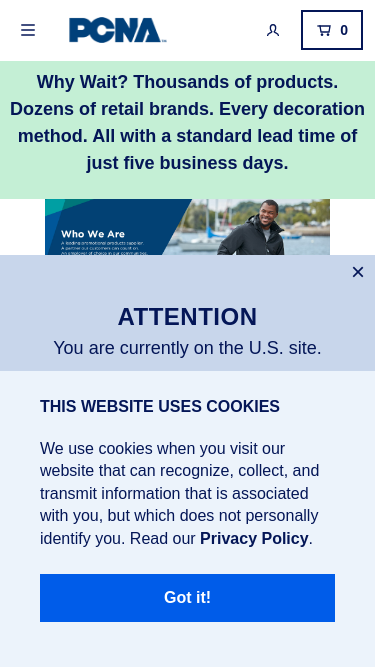 PCNA
0
Why Wait? Thousands of products.
Dozens of retail brands. Every decoration
method. All with a standard lead time of
just five business days.
Who We Are
A leading promotional products supplier.
A partner our customers can count on.
An employer of choice in our communities.
ATTENTION
You are currently on the U.S. site.
THIS WEBSITE USES COOKIES
We use cookies when you visit our
website that can recognize, collect, and
transmit information that is associated
with you, but which does not personally
identify you. Read our Privacy Policy.
Got it!